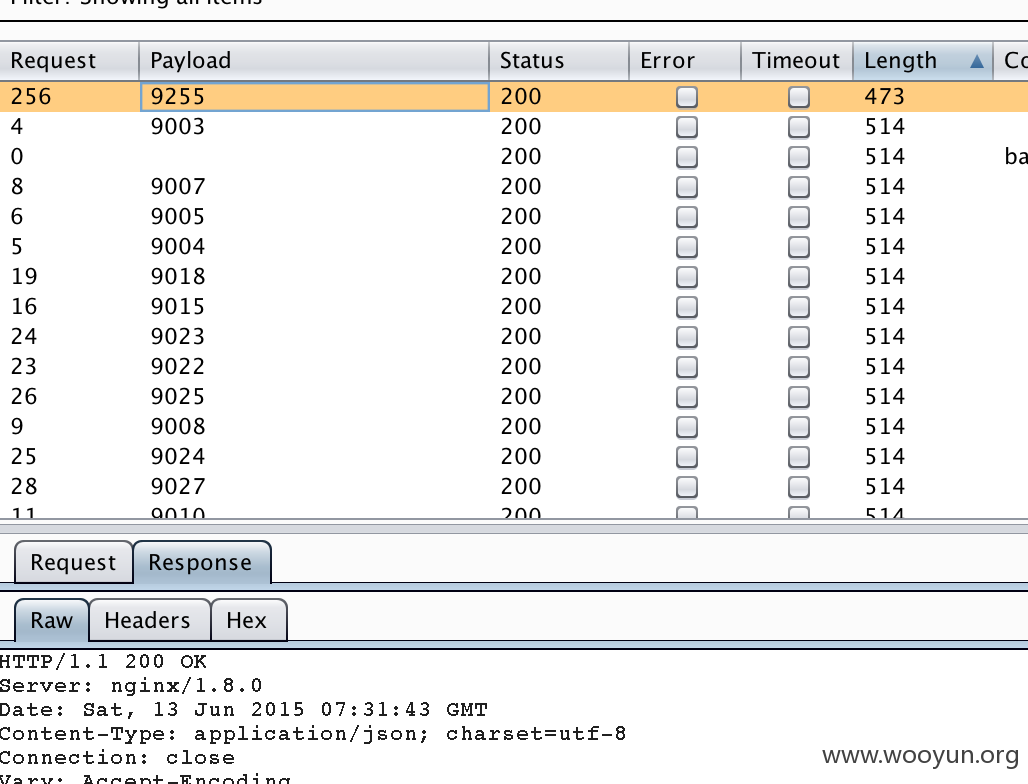 Filter: Showing all items
Request Payload Status Error Timeout Length ▲ Co
256 9255 200 473
4 9003 200 514
0 200 514 ba
8 9007 200 514
6 9005 200 514
5 9004 200 514
19 9018 200 514
16 9015 200 514
24 9023 200 514
23 9022 200 514
26 9025 200 514
9 9008 200 514
25 9024 200 514
28 9027 200 514
11 9010 200 514
Request Response
Raw Headers Hex
HTTP/1.1 200 OK
Server: nginx/1.8.0
Date: Sat, 13 Jun 2015 07:31:43 GMT
Content-Type: application/json; charset=utf-8
Connection: close
Vary: Accept-Encoding
www.wooyun.org